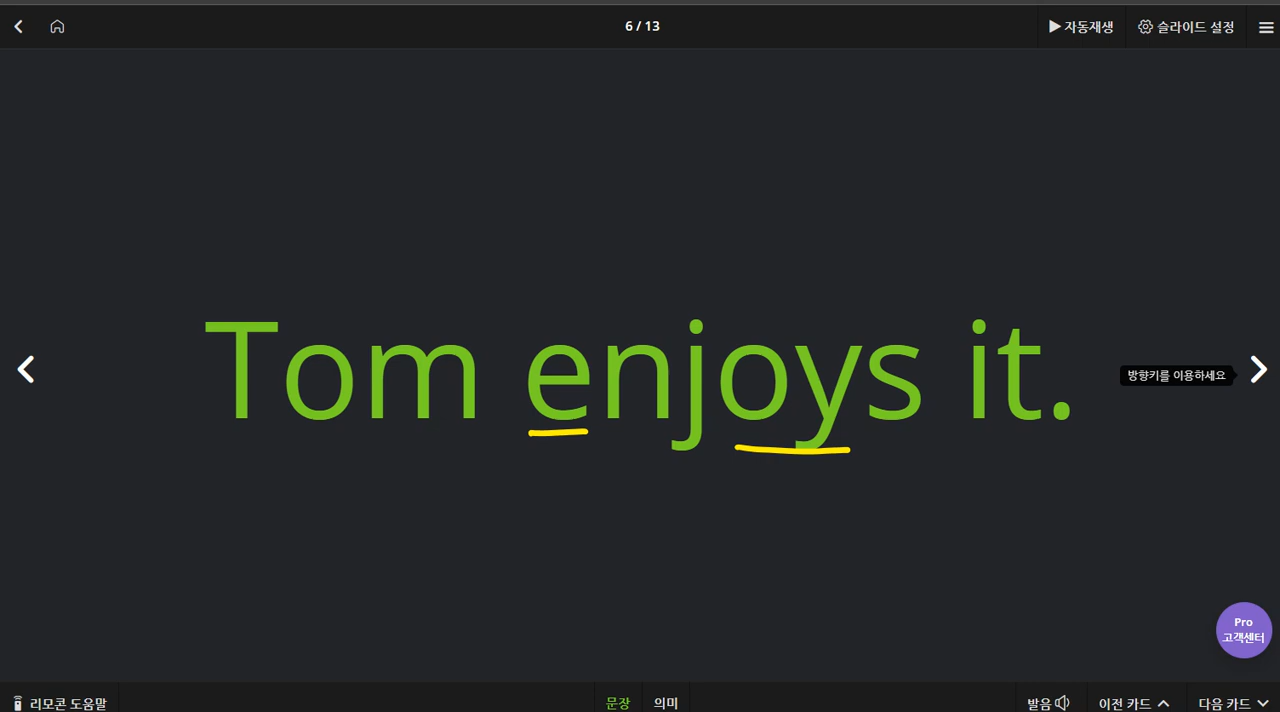 6 / 13
자동재생
슬라이드 설정
Tom enjoys it.
방향키를 이용하세요
Pro
고객센터
리모콘 도움말
문장
의미
발음
이전 카드
다음 카드